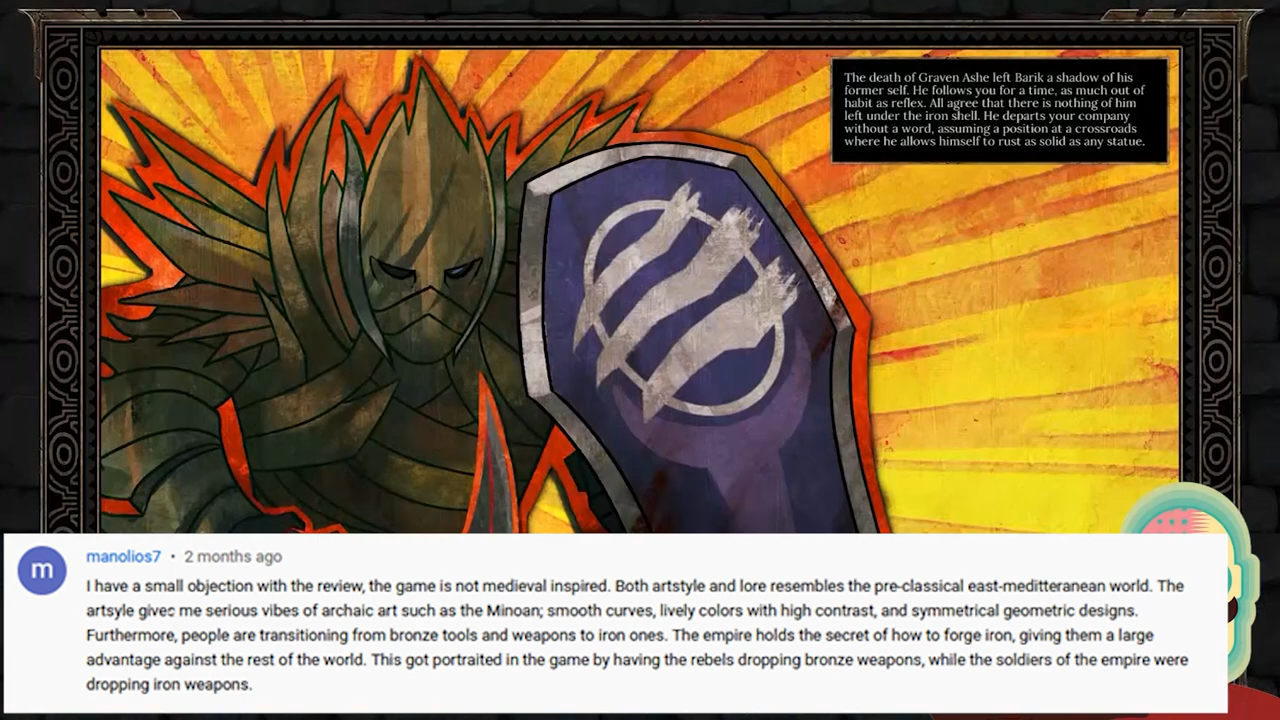 The death of Graven Ashe left Barik a shadow of his
former self. He follows you for a time, as much out of
habit as reflex. All agree that there is nothing of him
left under the iron shell. He departs your company
without a word, assuming a position at a crossroads
where he allows himself to rust as solid as any statue.
m
manolios7 • 2 months ago
I have a small objection with the review, the game is not medieval inspired. Both artstyle and lore resembles the pre-classical east-meditteranean world. The
artsyle gives me serious vibes of archaic art such as the Minoan; smooth curves, lively colors with high contrast, and symmetrical geometric designs.
Furthermore, people are transitioning from bronze tools and weapons to iron ones. The empire holds the secret of how to forge iron, giving them a large
advantage against the rest of the world. This got portraited in the game by having the rebels dropping bronze weapons, while the soldiers of the empire were
dropping iron weapons.